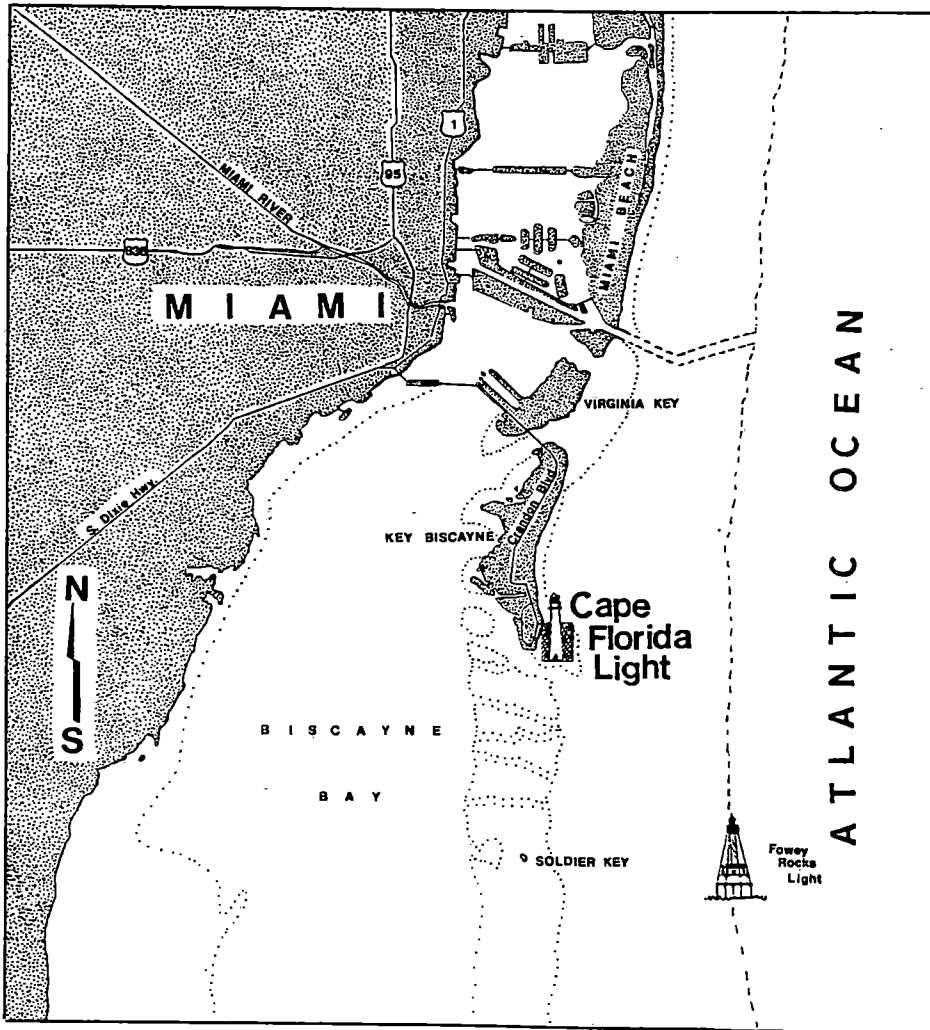 1
95
MIAMI RIVER
MIAMI BEACH
836
MIAMI
VIRGINIA KEY
ATLANTIC OCEAN
S. Dixie Hwy.
Crandon Blvd.
KEY BISCAYNE
N
S
Cape
Florida
Light
BISCAYNE
BAY
SOLDIER KEY
Fowey
Rocks
Light